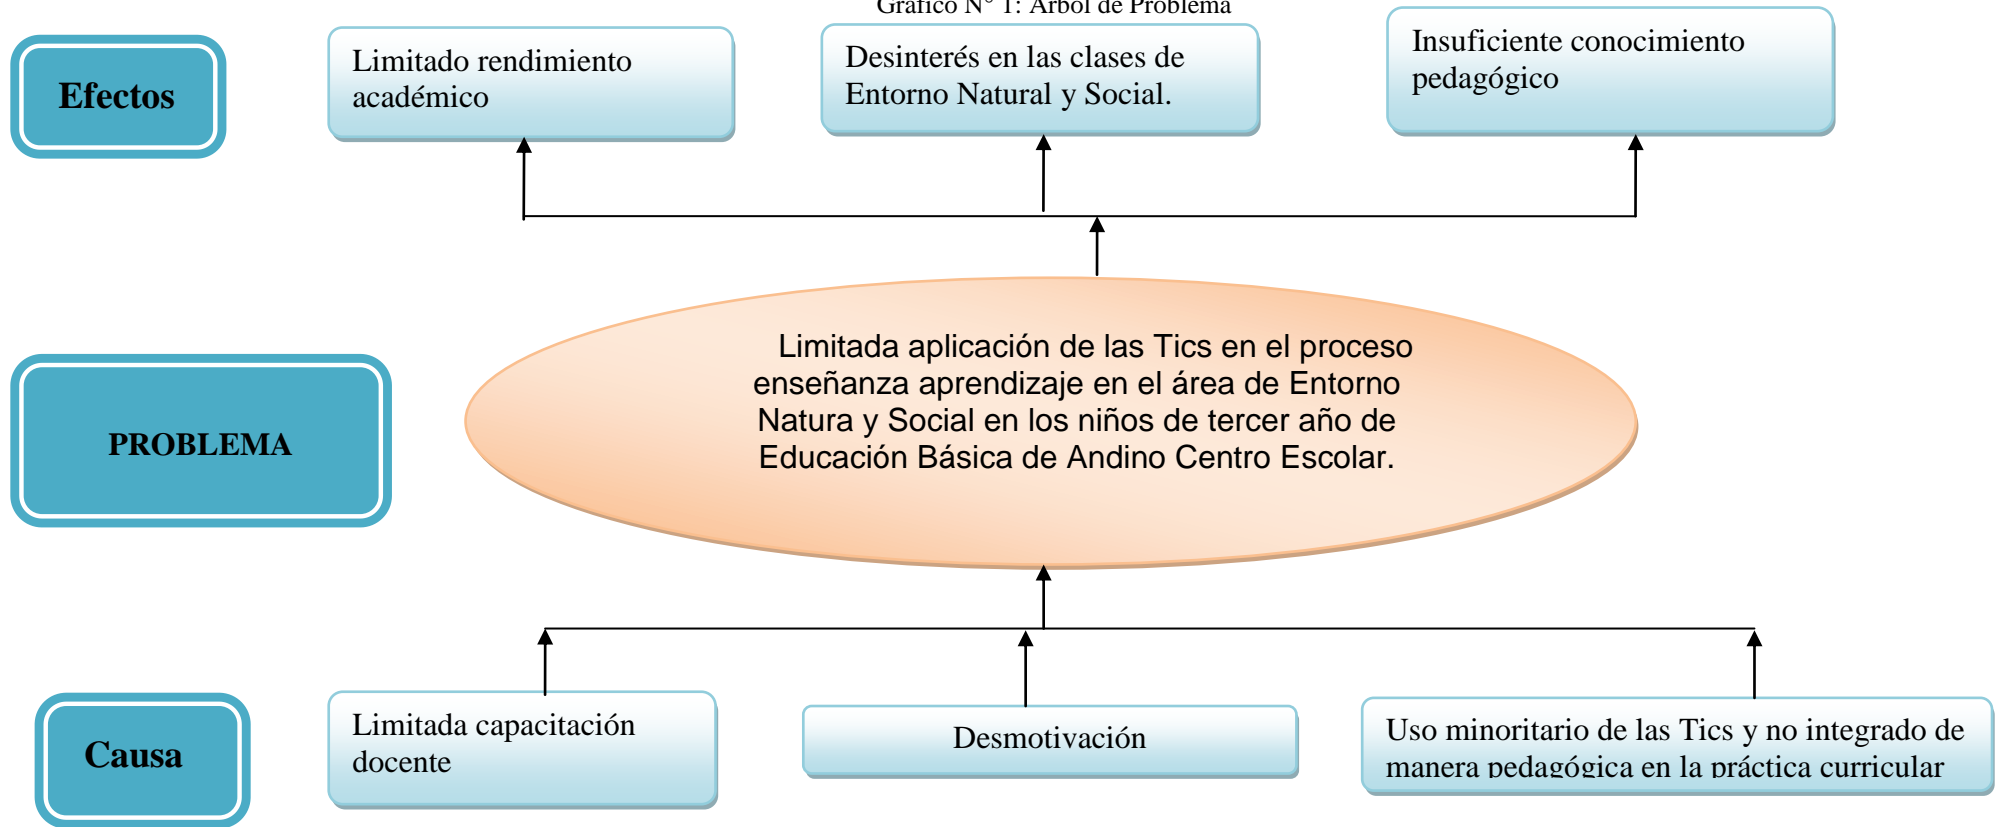 Gráfico N° 1: Árbol de Problema
Efectos
Limitado rendimiento
académico
Desinterés en las clases de
Entorno Natural y Social.
Insuficiente conocimiento
pedagógico
PROBLEMA
Limitada aplicación de las Tics en el proceso
enseñanza aprendizaje en el área de Entorno
Natura y Social en los niños de tercer año de
Educación Básica de Andino Centro Escolar.
Causa
Limitada capacitación
docente
Desmotivación
Uso minoritario de las Tics y no integrado de
manera pedagógica en la práctica curricular